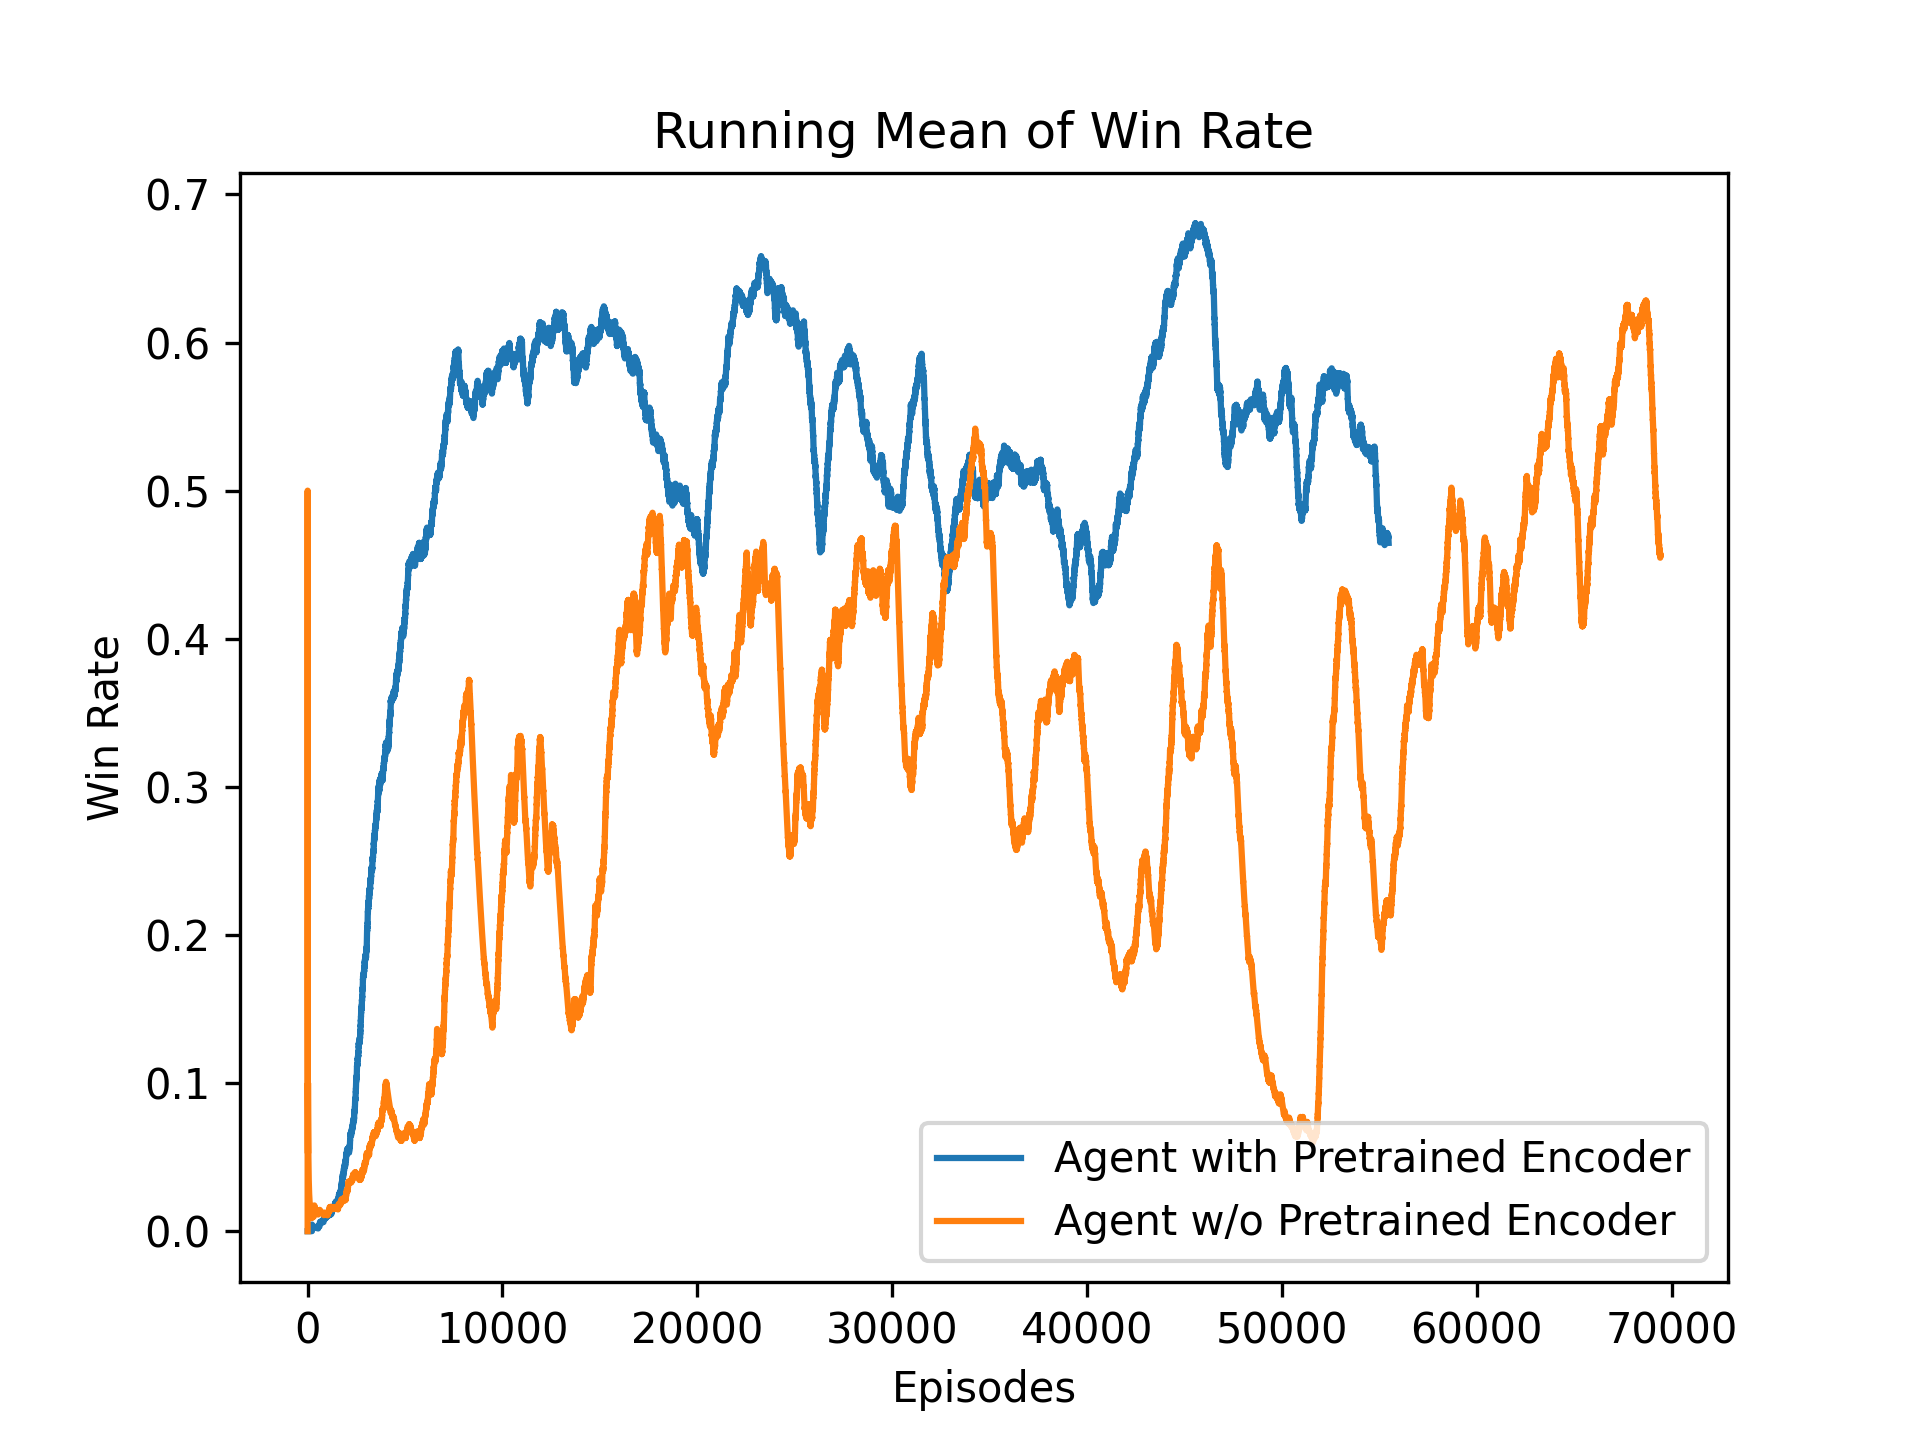 Running Mean of Win Rate
0.7
0.6
0.5
0.4
0.3
0.2
0.1
0.0
Win Rate
Agent with Pretrained Encoder
Agent w/o Pretrained Encoder
0 10000 20000 30000 40000 50000 60000 70000
Episodes